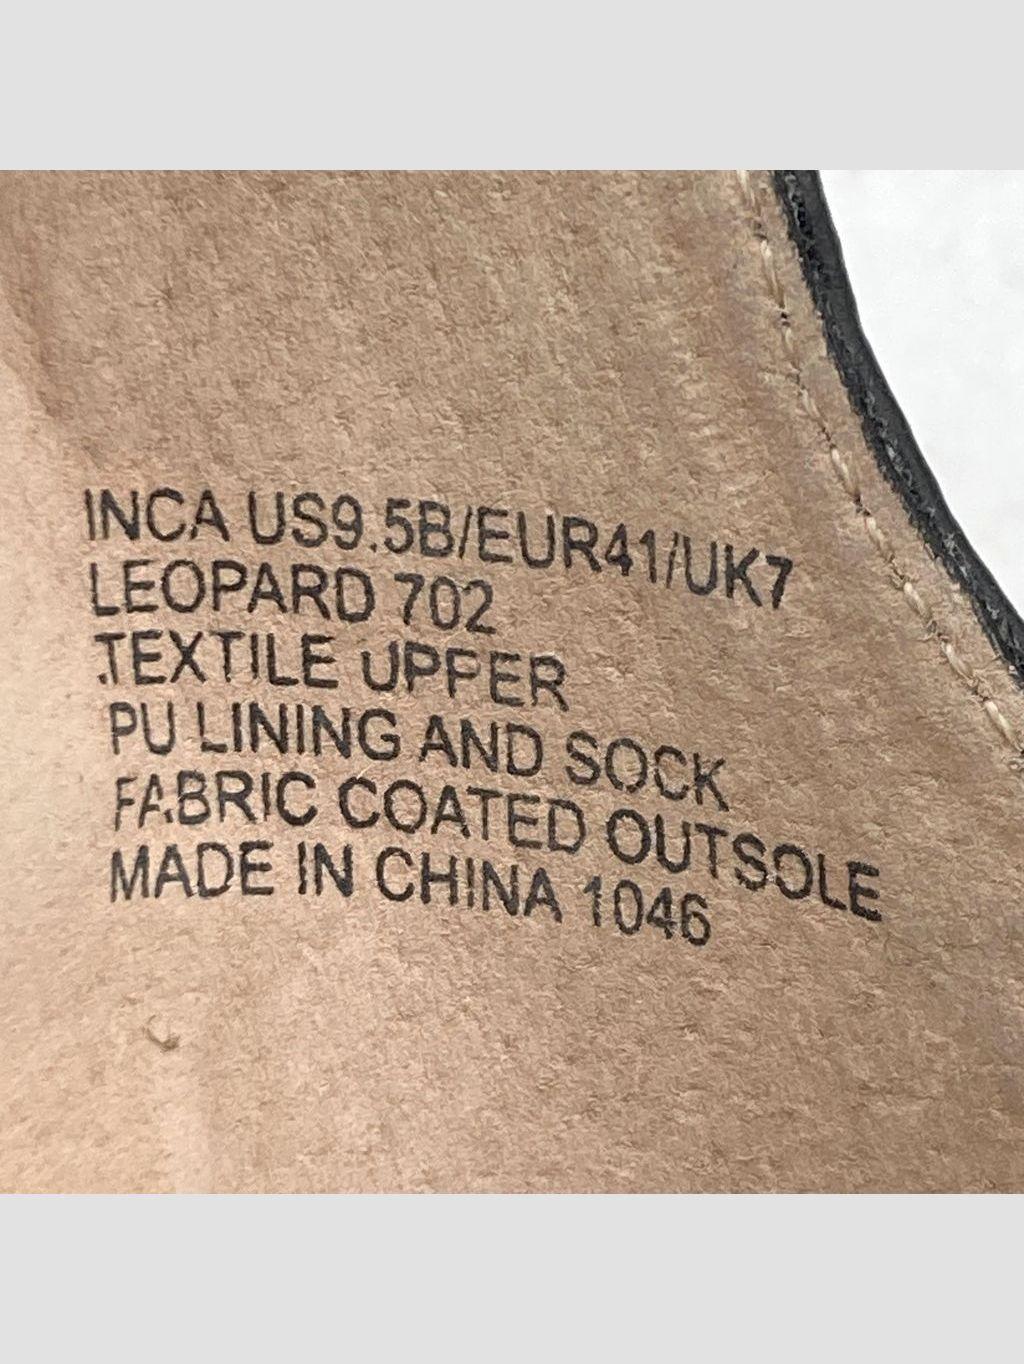 INCA US9.5B/EUR41/UK7
LEOPARD 702
TEXTILE UPPER
PU LINING AND SOCK
FABRIC COATED OUTSOLE
MADE IN CHINA 1046